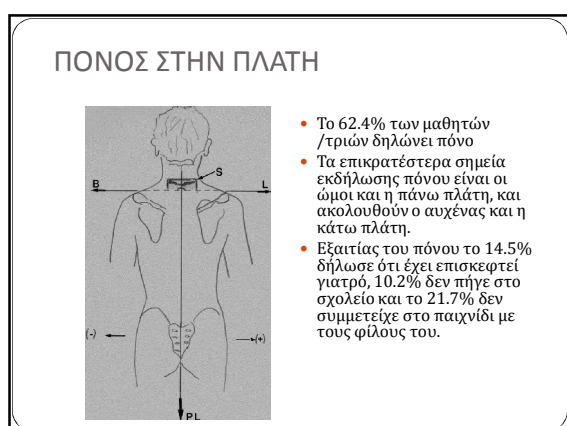 ΠΟΝΟΣ ΣΤΗΝ ΠΛΑΤΗ
S
B
L
(-)
(+)
PL
• Το 62.4% των μαθητών
/τριών δηλώνει πόνο
• Τα επικρατέστερα σημεία
εκδήλωσης πόνου είναι οι
ώμοι και η πάνω πλάτη, και
ακολουθούν ο αυχένας και η
κάτω πλάτη.
• Εξαιτίας του πόνου το 14.5%
δήλωσε ότι έχει επισκεφτεί
γιατρό, 10.2% δεν πήγε στο
σχολείο και το 21.7% δεν
συμμετείχε στο παιχνίδι με
τους φίλους του.